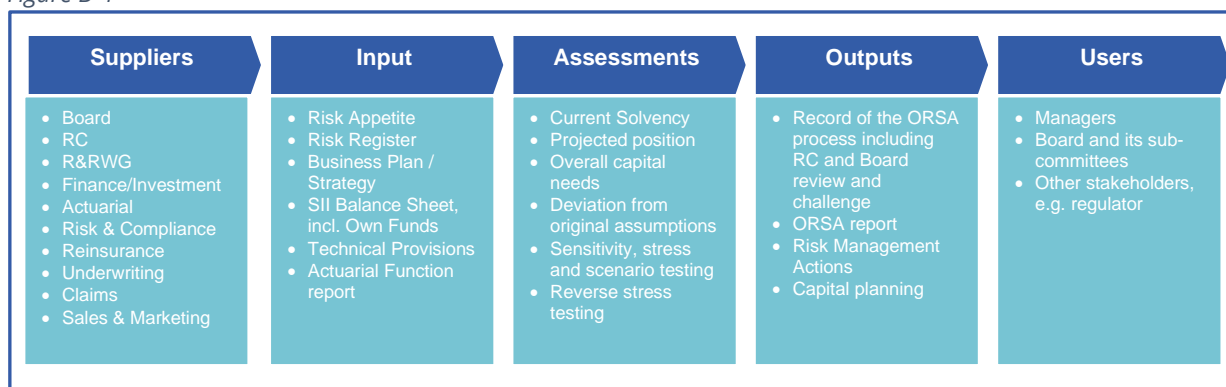 Suppliers
Input
Assessments
Outputs
Users
• Board
• RC
• R&RWG
• Finance/Investment
• Actuarial
• Risk & Compliance
• Reinsurance
• Underwriting
• Claims
• Sales & Marketing
• Risk Appetite
• Risk Register
• Business Plan /
Strategy
• SII Balance Sheet,
incl. Own Funds
• Technical Provisions
• Actuarial Function
report
• Current Solvency
• Projected position
• Overall capital
needs
• Deviation from
original assumptions
• Sensitivity, stress
and scenario testing
• Reverse stress
testing
• Record of the ORSA
process including
RC and Board
review and
challenge
• ORSA report
• Risk Management
Actions
• Capital planning
• Managers
• Board and its sub-
committees
• Other stakeholders,
e.g. regulator